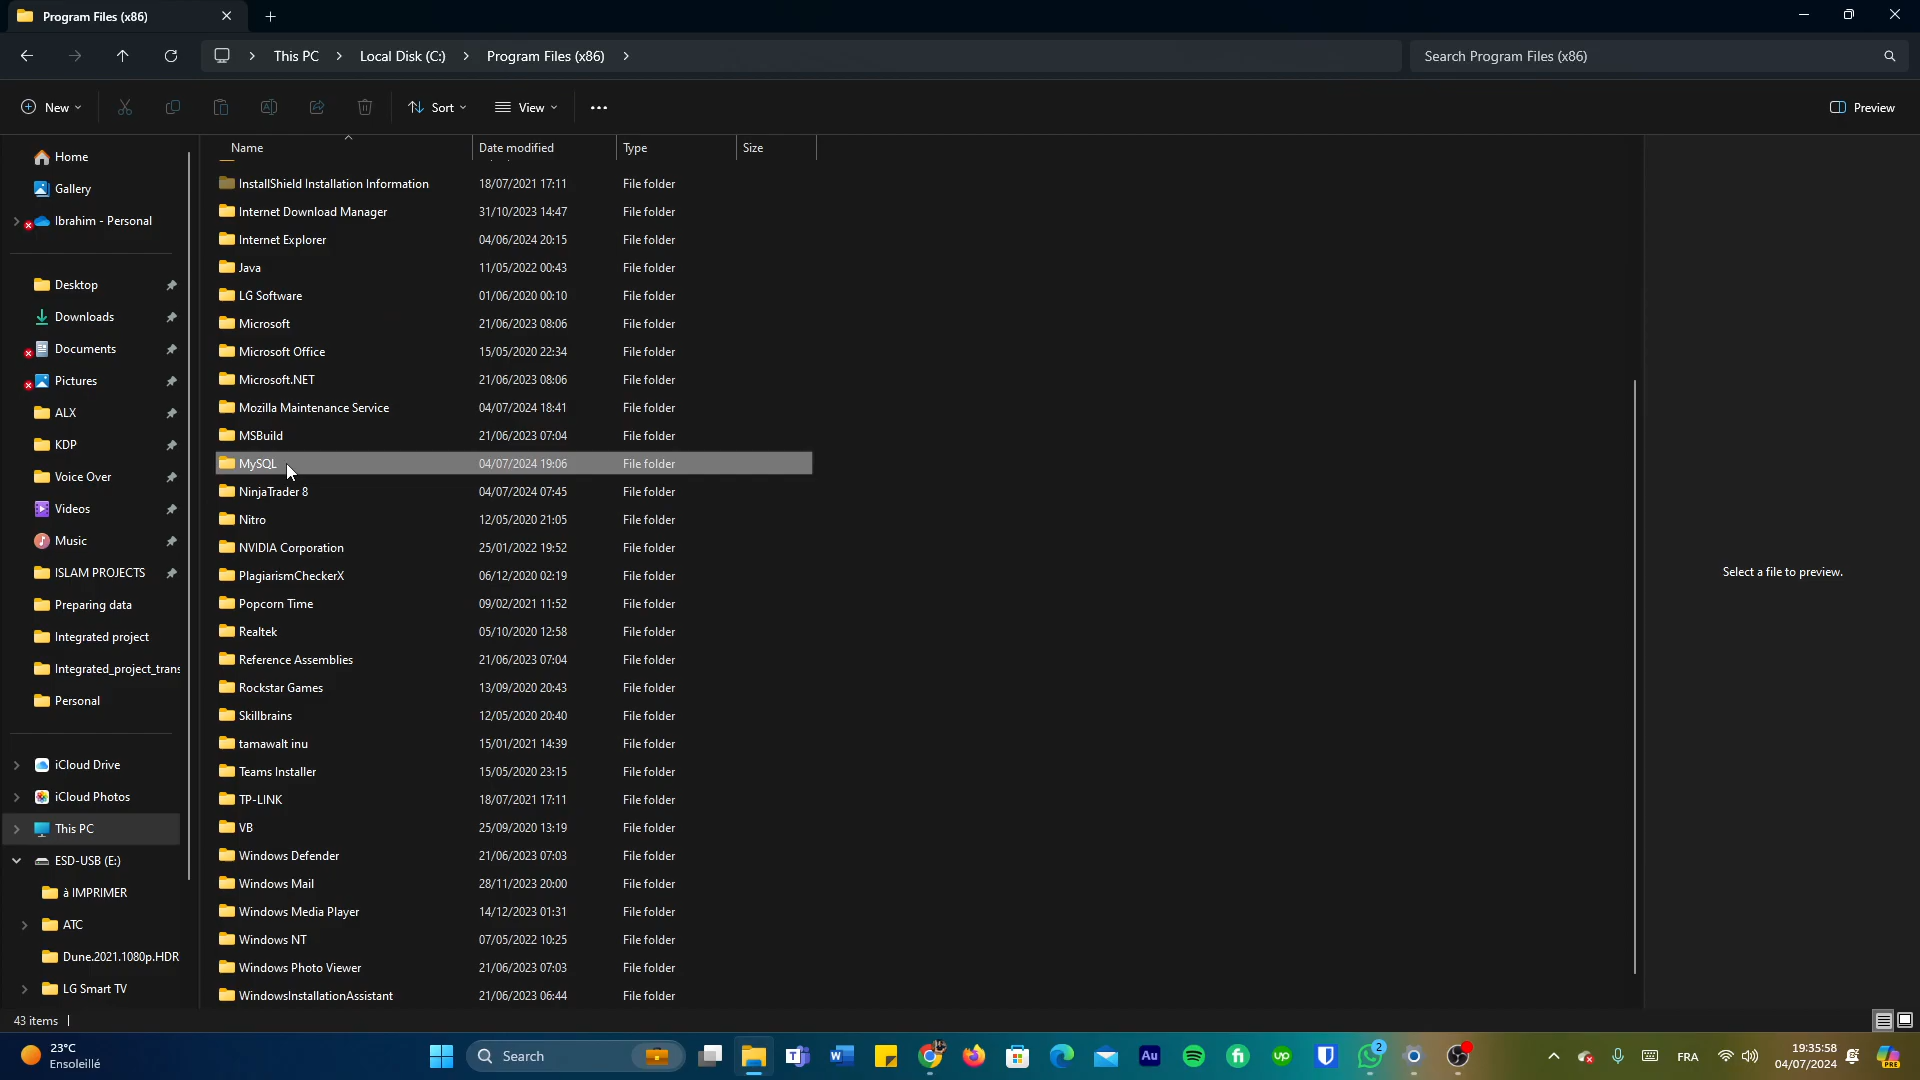 Program Files (x86)
This PC
Local Disk (C:)
Program Files (x86)
Search Program Files (x86)
New
Sort
View
Preview
Name
Date modified
Type
Size
Home
Gallery
Ibrahim - Personal
Desktop
Downloads
Documents
Pictures
ALX
KDP
Voice Over
Videos
Music
ISLAM PROJECTS
Preparing data
Integrated project
Integrated_project_trans
Personal
iCloud Drive
iCloud Photos
This PC
ESD-USB (E:)
à IMPRIMER
ATC
Dune.2021.1080p.HDR
LG Smart TV
InstallShield Installation Information 18/07/2021 17:11 File folder
Internet Download Manager 31/10/2023 14:47 File folder
Internet Explorer 04/06/2024 20:15 File folder
Java 11/05/2022 00:43 File folder
LG Software 01/06/2020 00:10 File folder
Microsoft 21/06/2023 08:06 File folder
Microsoft Office 15/05/2020 22:34 File folder
Microsoft.NET 21/06/2023 08:06 File folder
Mozilla Maintenance Service 04/07/2024 18:41 File folder
MSBuild 21/06/2023 07:04 File folder
MySQL 04/07/2024 19:06 File folder
NinjaTrader 8 04/07/2024 07:45 File folder
Nitro 12/05/2020 21:05 File folder
NVIDIA Corporation 25/01/2022 19:52 File folder
PlagiarismCheckerX 06/12/2020 02:19 File folder
Popcorn Time 09/02/2021 11:52 File folder
Realtek 05/10/2020 12:58 File folder
Reference Assemblies 21/06/2023 07:04 File folder
Rockstar Games 13/09/2020 20:43 File folder
Skillbrains 12/05/2020 20:40 File folder
tamawalt inu 15/01/2021 14:39 File folder
Teams Installer 15/05/2020 23:15 File folder
TP-LINK 18/07/2021 17:11 File folder
VB 25/09/2020 13:19 File folder
Windows Defender 21/06/2023 07:03 File folder
Windows Mail 28/11/2023 20:00 File folder
Windows Media Player 14/12/2023 01:31 File folder
Windows NT 07/05/2022 10:25 File folder
Windows Photo Viewer 21/06/2023 07:03 File folder
WindowsInstallationAssistant 21/06/2023 06:44 File folder
Select a file to preview.
43 items
23°C
Ensoleillé
Search
Au
2
FRA
19:35:58
04/07/2024
PRE